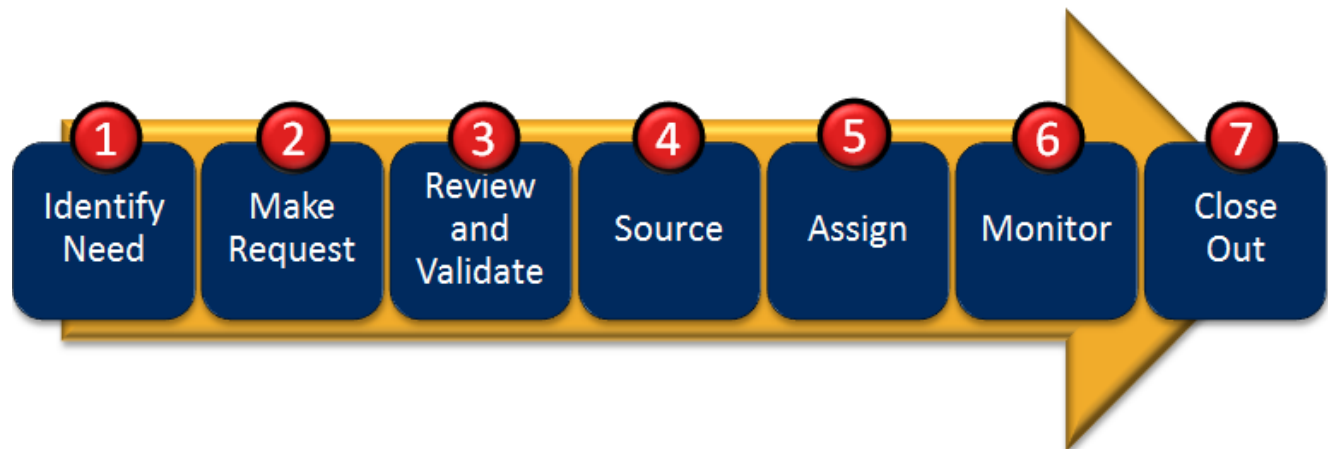 1
Identify
Need
2
Make
Request
3
Review
and
Validate
4
Source
5
Assign
6
Monitor
7
Close
Out